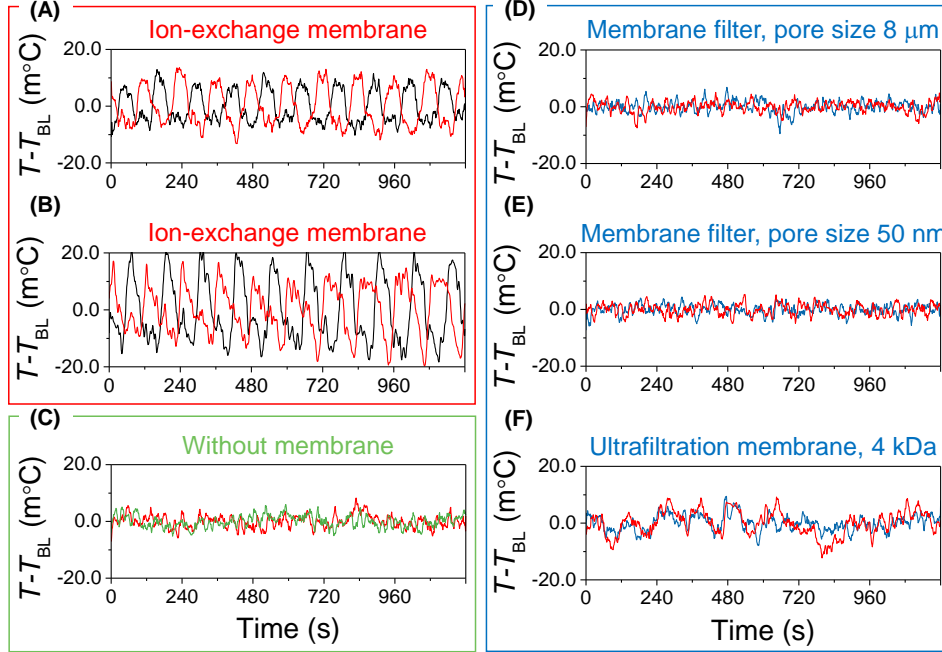 (A)
Ion-exchange membrane
T-T_BL (m°C)
20.0
0.0
-20.0
0 240 480 720 960
(B)
Ion-exchange membrane
T-T_BL (m°C)
20.0
0.0
-20.0
0 240 480 720 960
(C)
Without membrane
T-T_BL (m°C)
20.0
0.0
-20.0
0 240 480 720 960
Time (s)
(D)
Membrane filter, pore size 8 μm
T-T_BL (m°C)
20.0
0.0
-20.0
0 240 480 720 960
(E)
Membrane filter, pore size 50 nm
T-T_BL (m°C)
20.0
0.0
-20.0
0 240 480 720 960
(F)
Ultrafiltration membrane, 4 kDa
T-T_BL (m°C)
20.0
0.0
-20.0
0 240 480 720 960
Time (s)